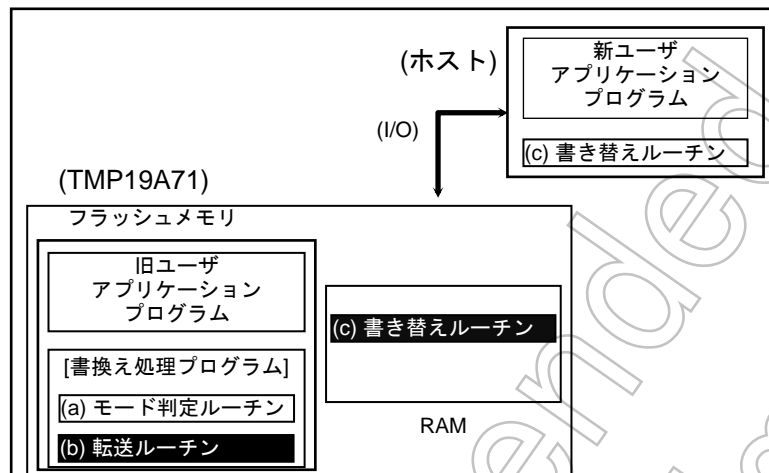 (ホスト)
新ユーザ
アプリケーション
プログラム
(c) 書き替えルーチン
(I/O)
(TMP19A71)
フラッシュメモリ
旧ユーザ
アプリケーション
プログラム
[書換え処理プログラム]
(a) モード判定ルーチン
(b) 転送ルーチン
(c) 書き替えルーチン
RAM